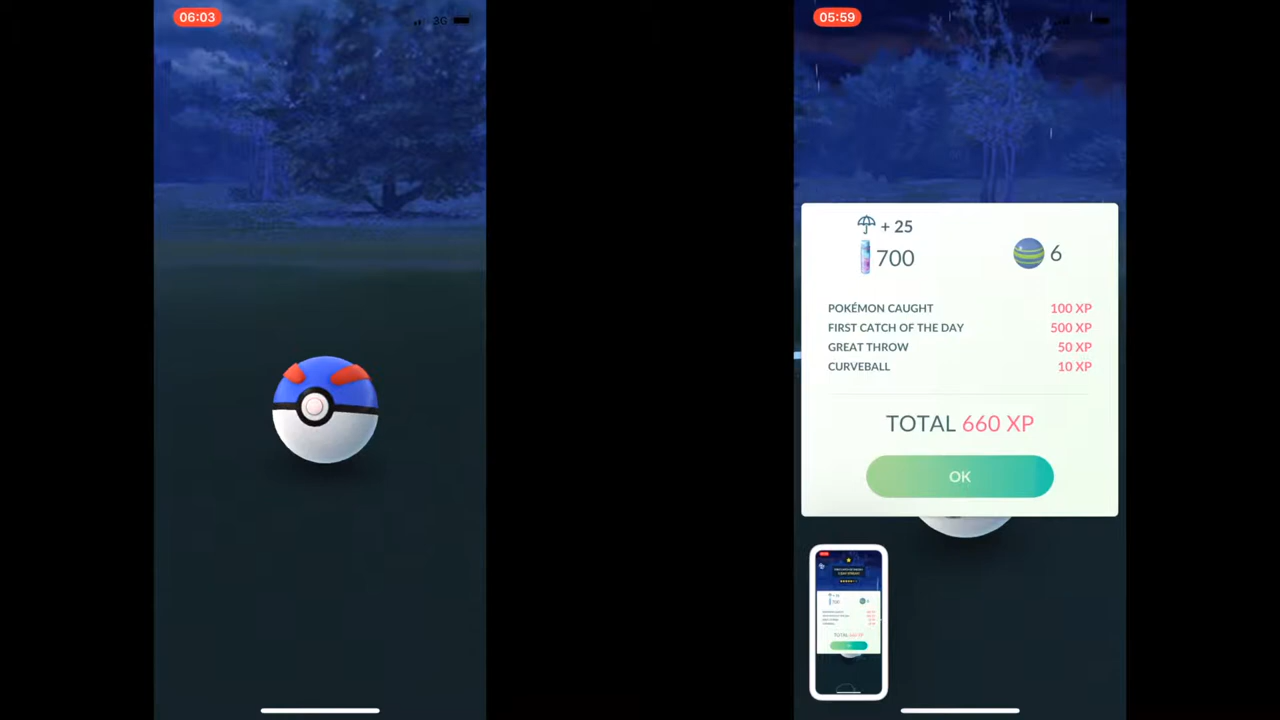 06:03
3G
05:59
+ 25
700
6
POKÉMON CAUGHT 100 XP
FIRST CATCH OF THE DAY 500 XP
GREAT THROW 50 XP
CURVEBALL 10 XP
TOTAL 660 XP
OK